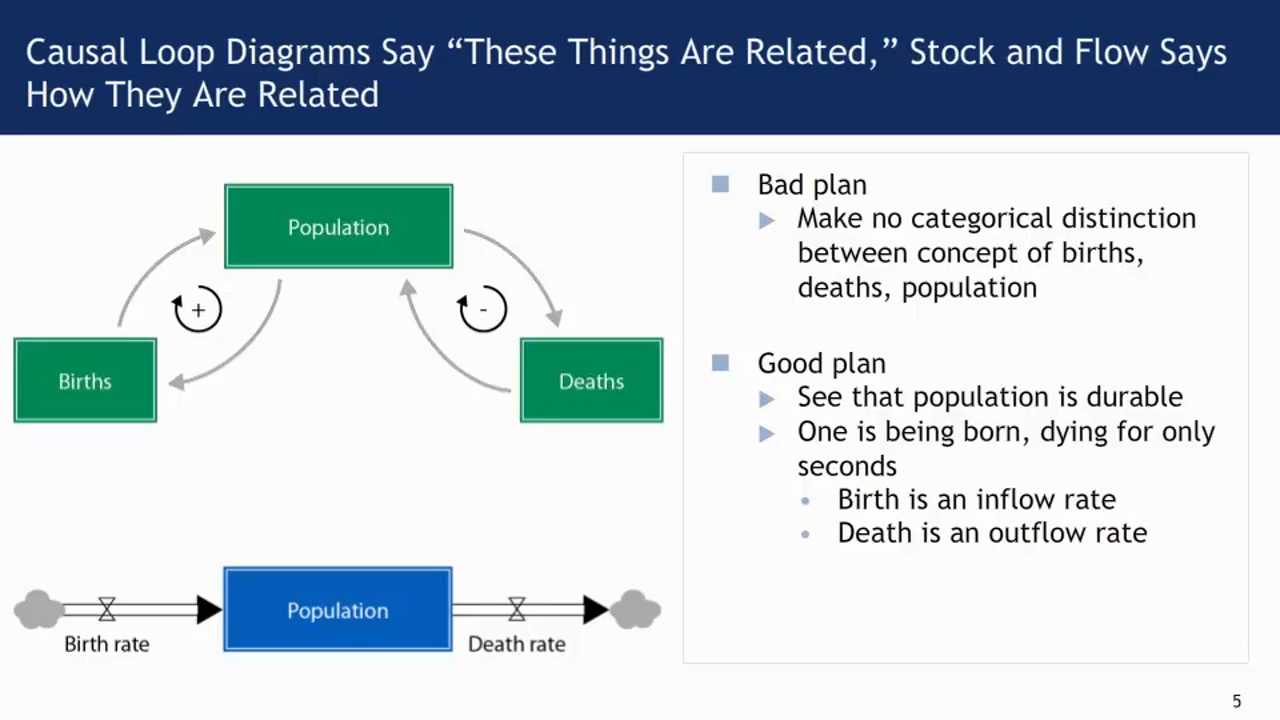 Causal Loop Diagrams Say “These Things Are Related,” Stock and Flow Says
How They Are Related
Population
+
-
Births
Deaths
Population
Birth rate
Death rate
Bad plan
Make no categorical distinction
between concept of births,
deaths, population
Good plan
See that population is durable
One is being born, dying for only
seconds
Birth is an inflow rate
Death is an outflow rate
5